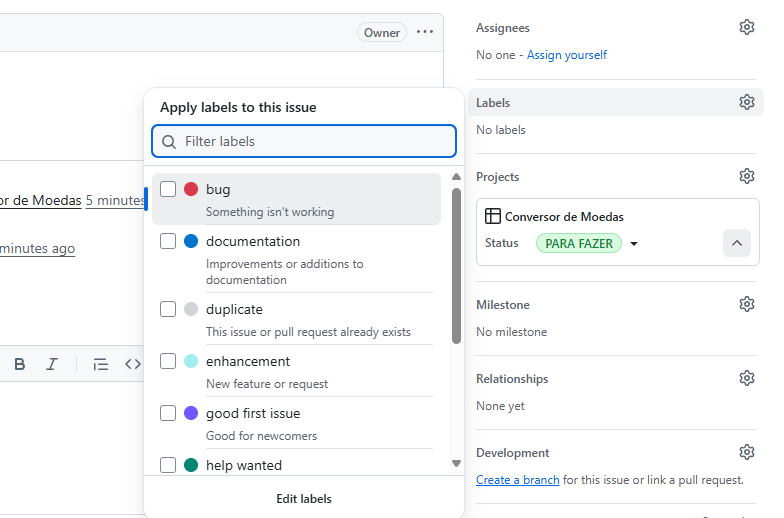 Owner
or de Moedas 5 minutes
minutes ago
B I
Apply labels to this issue
Filter labels
bug
Something isn't working
documentation
Improvements or additions to
documentation
duplicate
This issue or pull request already exists
enhancement
New feature or request
good first issue
Good for newcomers
help wanted
Edit labels
Assignees
No one - Assign yourself
Labels
No labels
Projects
Conversor de Moedas
Status PARA FAZER
Milestone
No milestone
Relationships
None yet
Development
Create a branch for this issue or link a pull request.